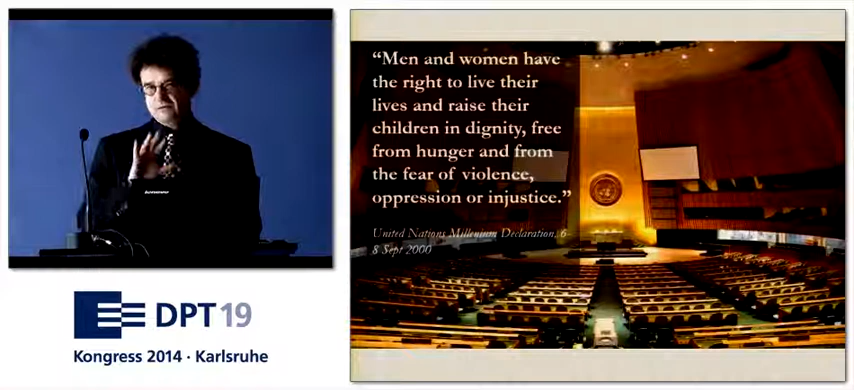 lenovo
DPT 19
Kongress 2014 · Karlsruhe
“Men and women have
the right to live their
lives and raise their
children in dignity, free
from hunger and from
the fear of violence,
oppression or injustice.”
United Nations Millenium Declaration, 6-
8 Sept 2000